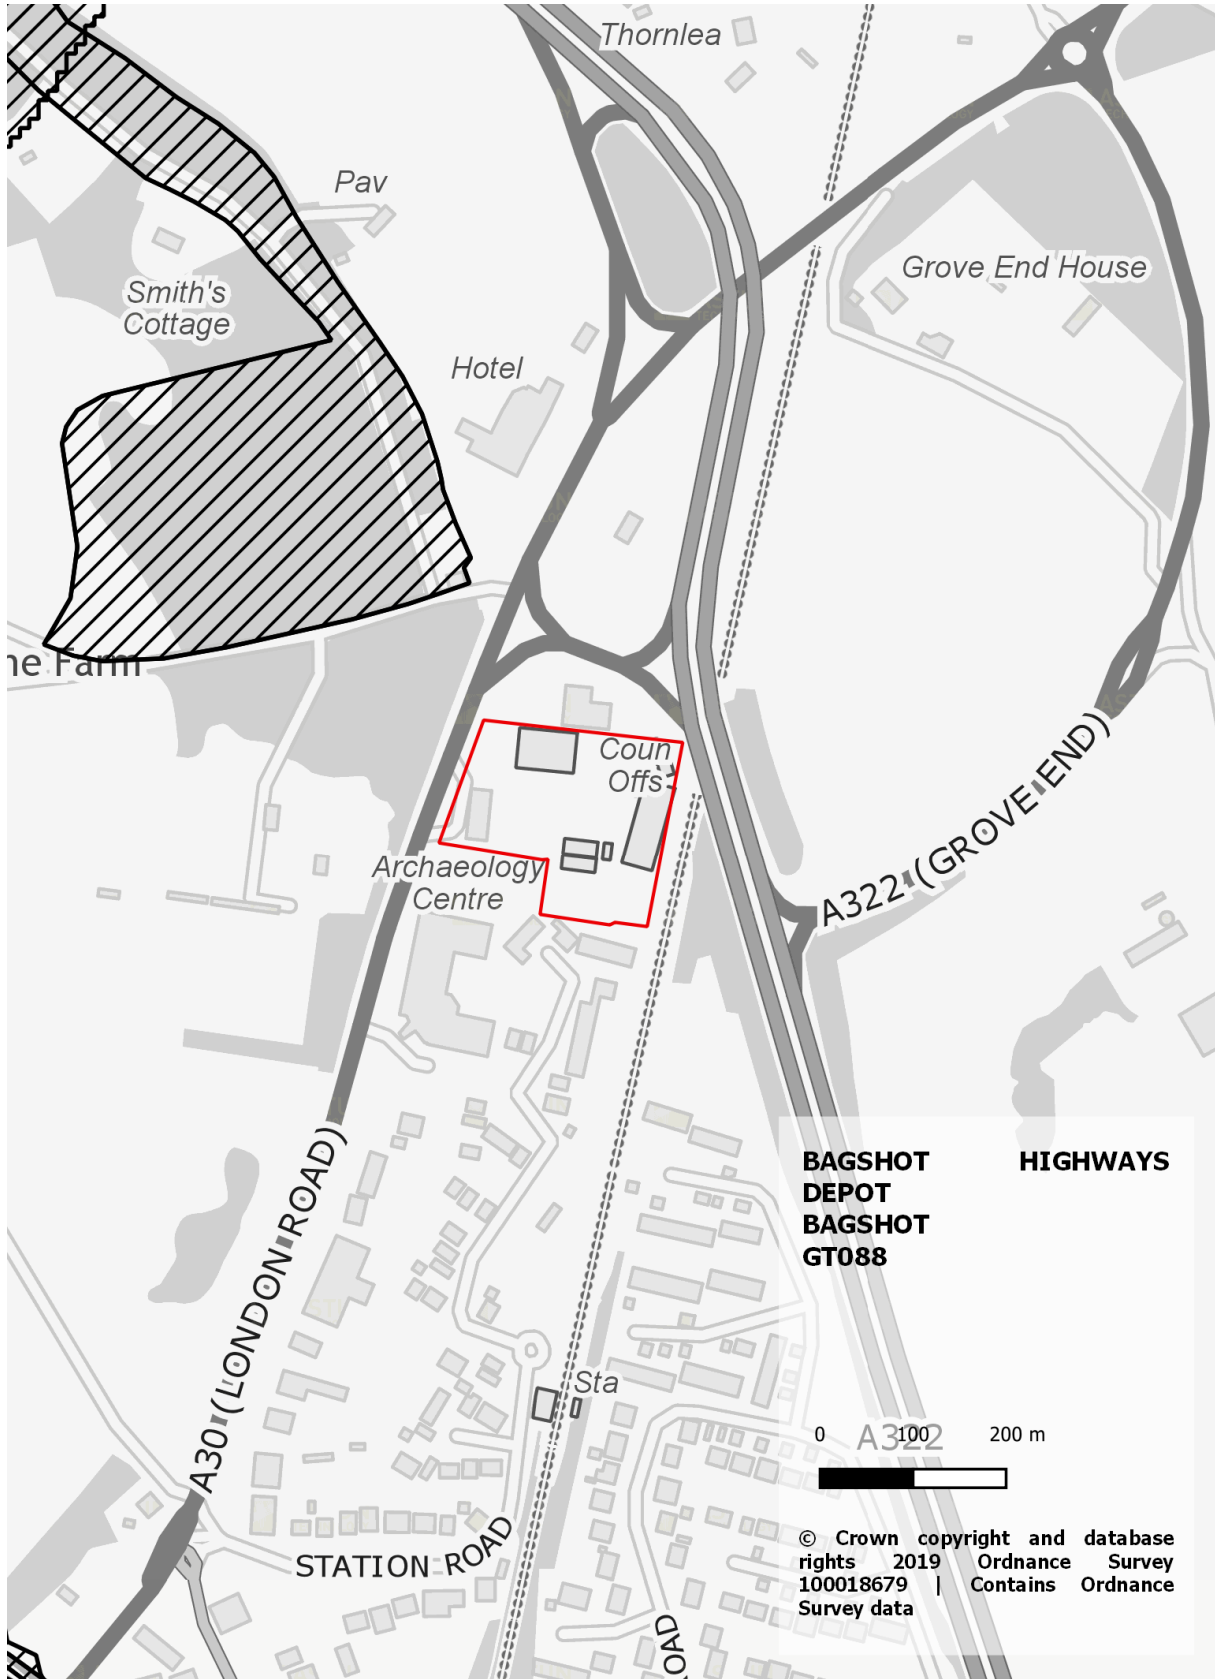 Thornlea
Pav
Smith's
Cottage
Grove End House
Hotel
ne Farm
Coun
Offs
Archaeology
Centre
A322 (GROVE END)
A30 (LONDON ROAD)
BAGSHOT HIGHWAYS
DEPOT
BAGSHOT
GT088
Sta
A322
0 100 200 m
STATION ROAD
OAD
© Crown copyright and database
rights 2019 Ordnance Survey
100018679 | Contains Ordnance
Survey data